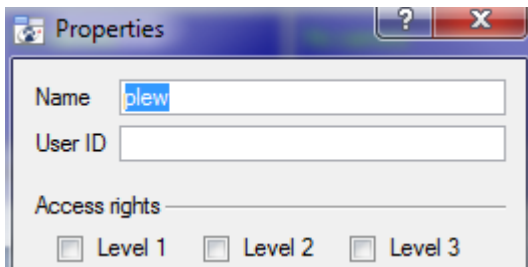 Properties
Name plew
User ID
Access rights
Level 1 Level 2 Level 3